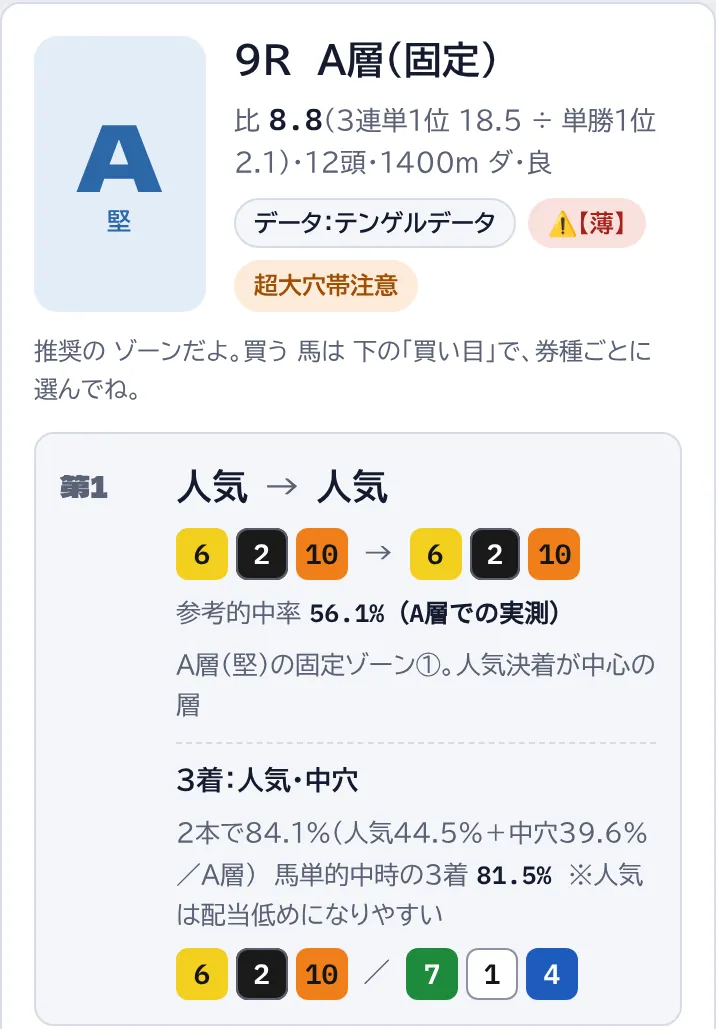 A
堅
9R A層(固定)
比 8.8(3連単1位 18.5 ÷ 単勝1位
2.1)・12頭・1400m ダ・良
データ:テンゲルデータ
⚠️【薄】
超大穴帯注意
推奨の ゾーンだよ。買う 馬は 下の「買い目」で、券種ごとに
選んでね。
第1
人気 → 人気
6 2 10 → 6 2 10
参考的中率 56.1%(A層での実測)
A層(堅)の固定ゾーン①。人気決着が中心の
層
3着:人気・中穴
2本で84.1%(人気44.5%+中穴39.6%
/A層) 馬単的中時の3着 81.5% ※人気
は配当低めになりやすい
6 2 10 / 7 1 4